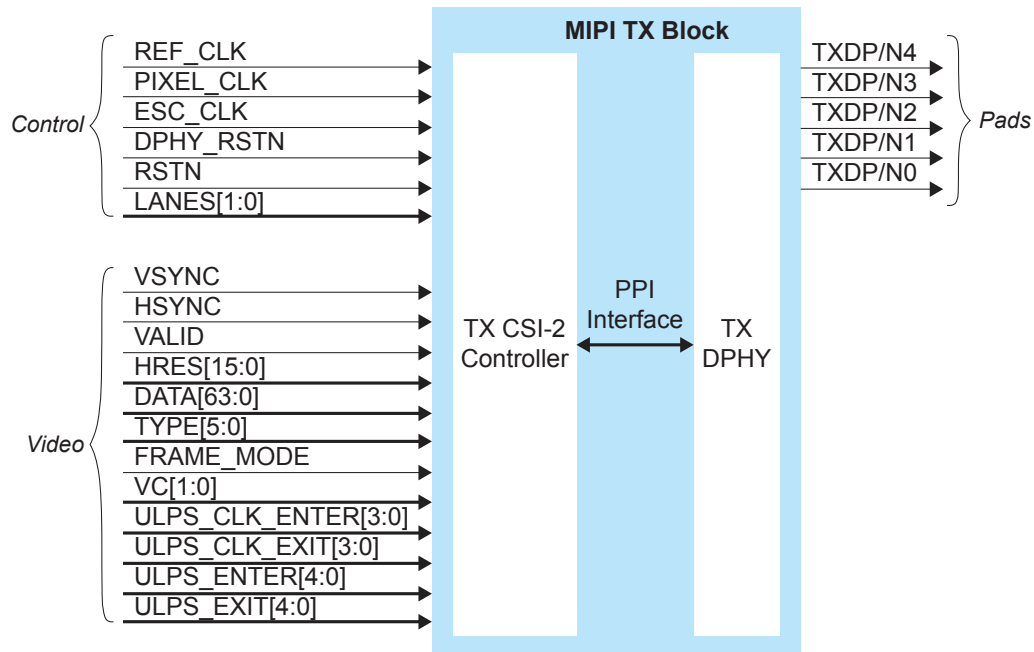 MIPI TX Block
Control
REF_CLK
PIXEL_CLK
ESC_CLK
DPHY_RSTN
RSTN
LANES[1:0]
Video
VSYNC
HSYNC
VALID
HRES[15:0]
DATA[63:0]
TYPE[5:0]
FRAME_MODE
VC[1:0]
ULPS_CLK_ENTER[3:0]
ULPS_CLK_EXIT[3:0]
ULPS_ENTER[4:0]
ULPS_EXIT[4:0]
TX CSI-2
Controller
PPI
Interface
TX
DPHY
TXDP/N4
TXDP/N3
TXDP/N2
TXDP/N1
TXDP/N0
Pads